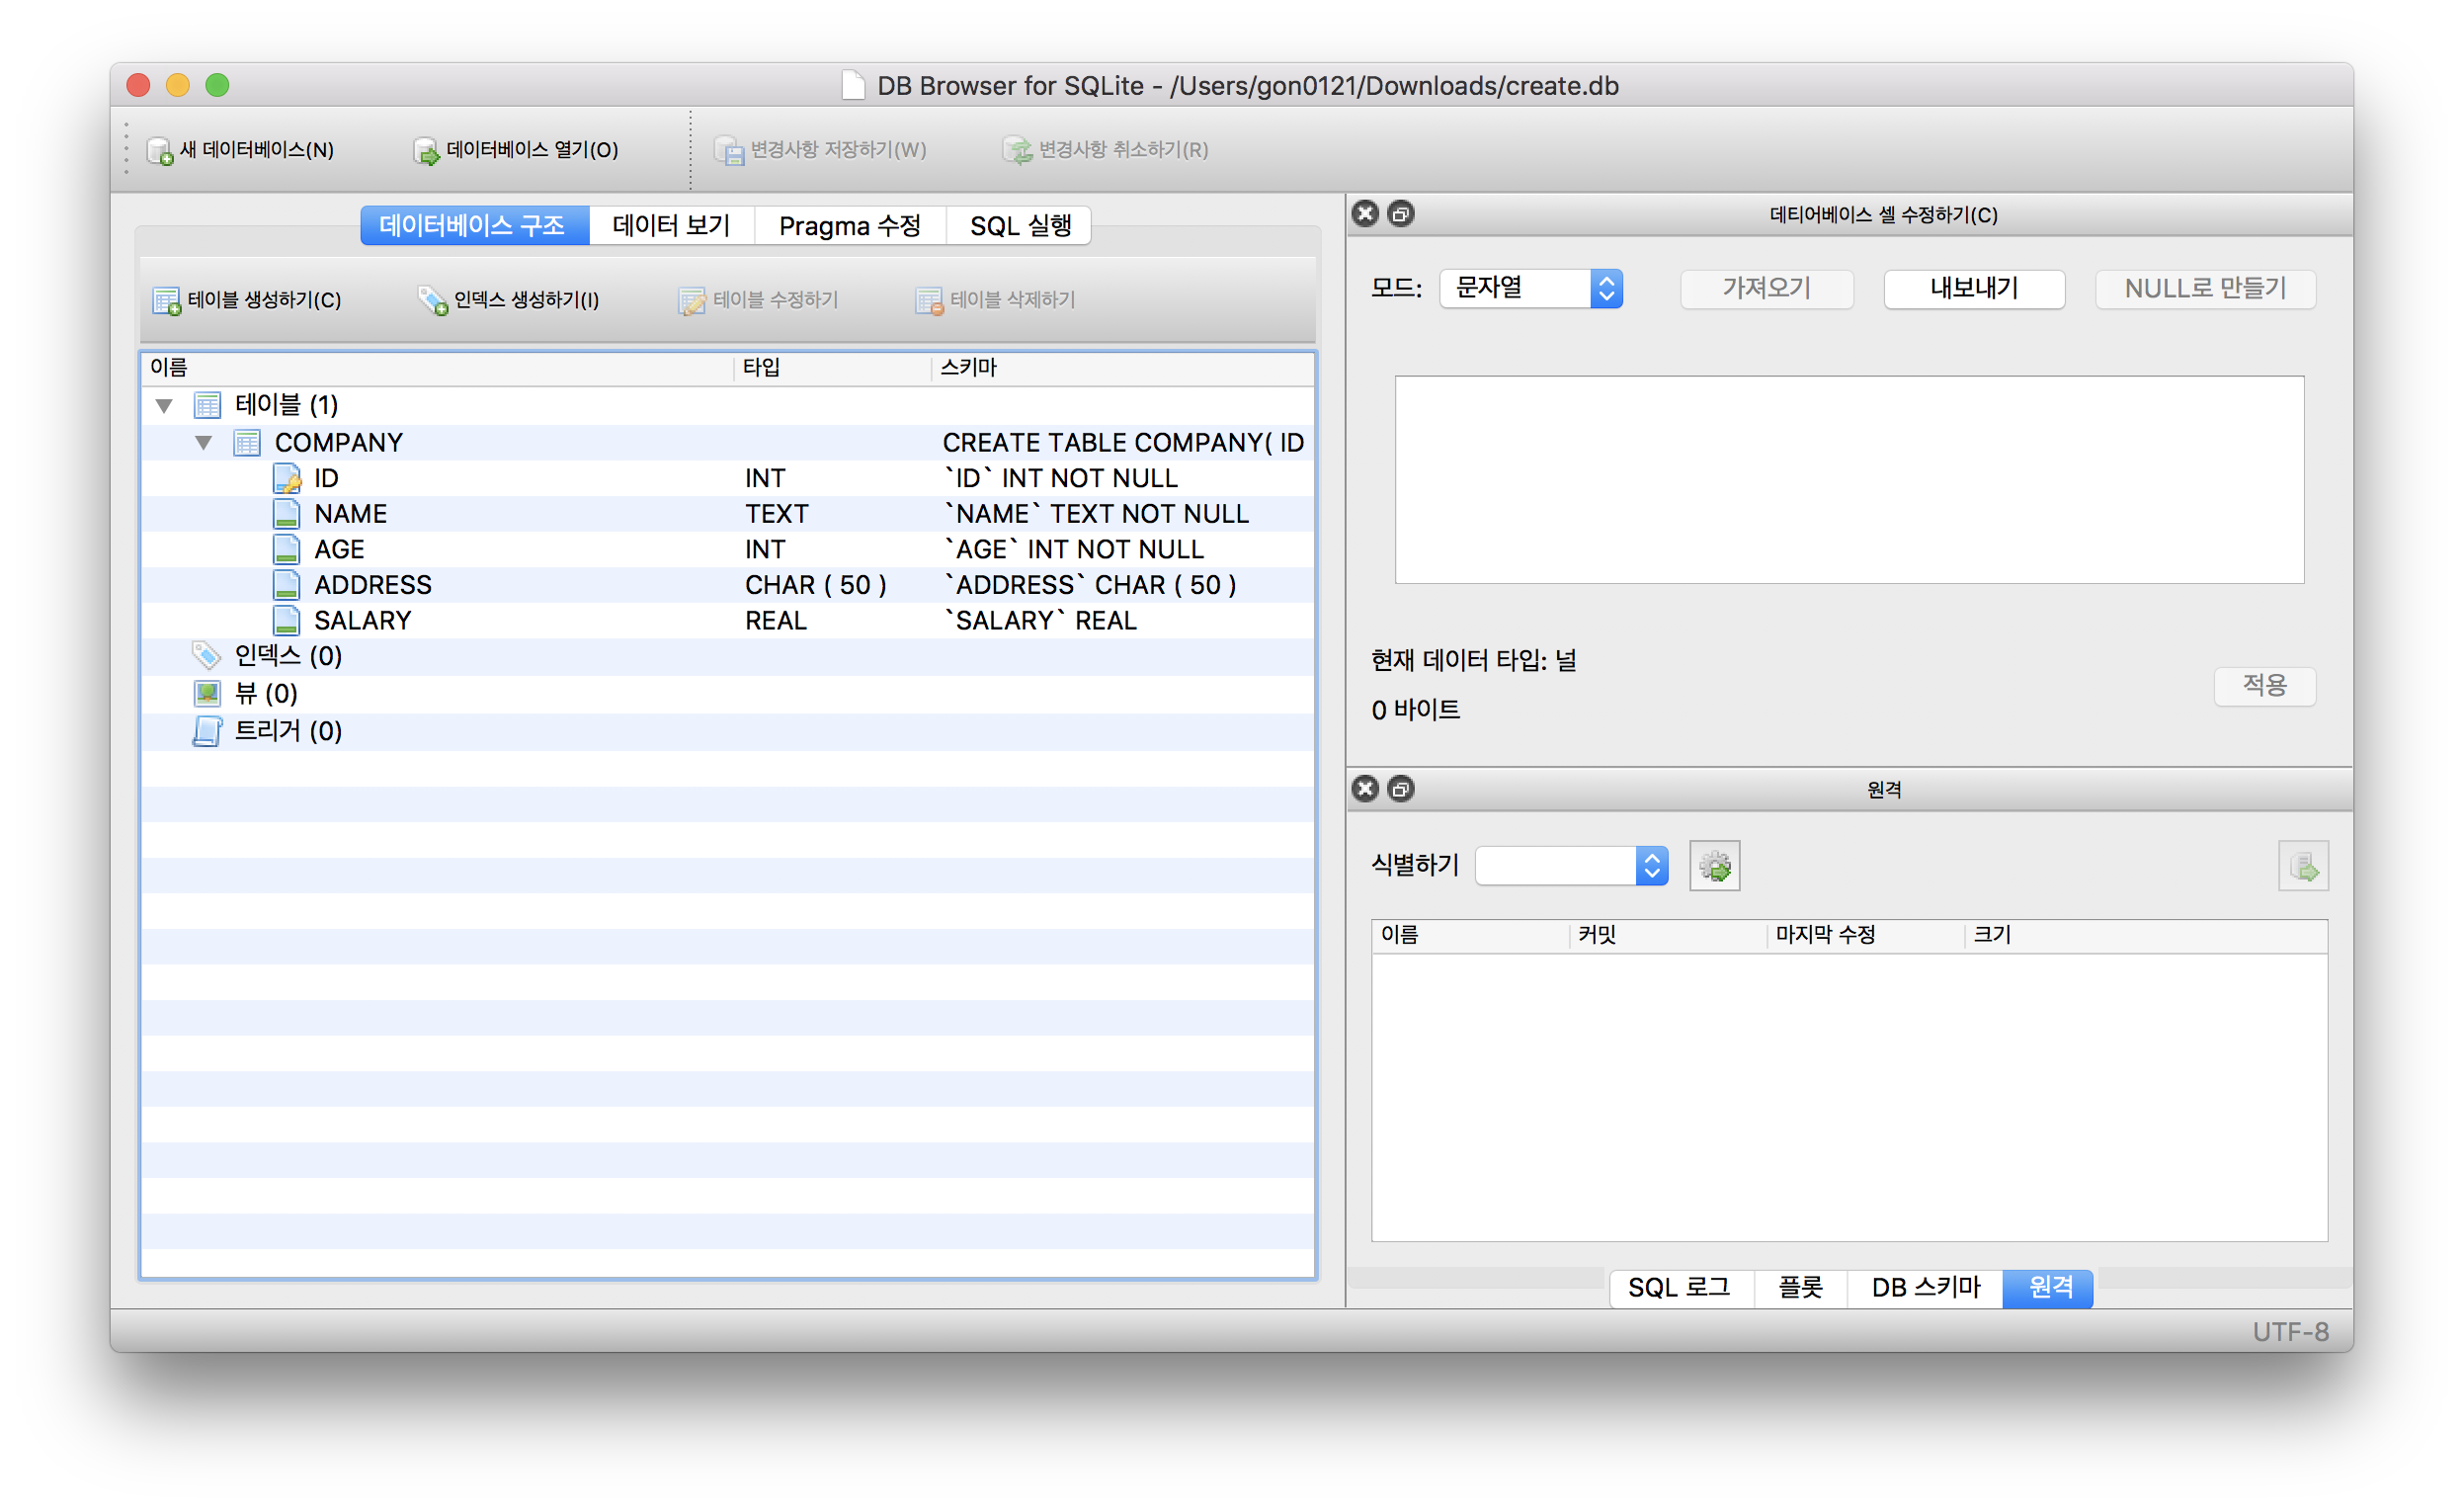 DB Browser for SQLite - /Users/gon0121/Downloads/create.db
새 데이터베이스(N) 데이터베이스 열기(O) 변경사항 저장하기(W) 변경사항 취소하기(R)
데이터베이스 구조 데이터 보기 Pragma 수정 SQL 실행
테이블 생성하기(C) 인덱스 생성하기(I) 테이블 수정하기 테이블 삭제하기
이름 타입 스키마
테이블 (1)
COMPANY CREATE TABLE COMPANY( ID
ID INT `ID` INT NOT NULL
NAME TEXT `NAME` TEXT NOT NULL
AGE INT `AGE` INT NOT NULL
ADDRESS CHAR ( 50 ) `ADDRESS` CHAR ( 50 )
SALARY REAL `SALARY` REAL
인덱스 (0)
뷰 (0)
트리거 (0)
데티어베이스 셀 수정하기(C)
모드: 문자열 가져오기 내보내기 NULL로 만들기
현재 데이터 타입: 널
0 바이트
적용
원격
식별하기
이름 커밋 마지막 수정 크기
SQL 로그 플롯 DB 스키마 원격
UTF-8